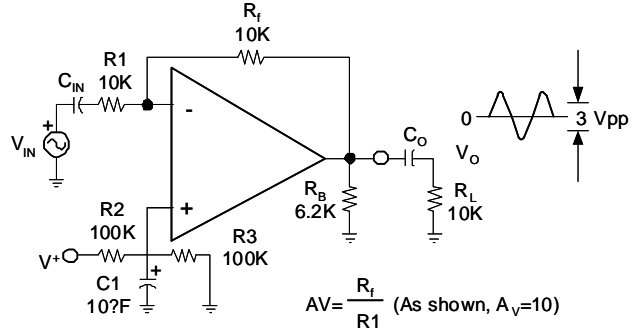 Rf
10K
R1
10K
CIN
-
+
VIN
0
3 Vpp
VO
CO
RB
6.2K
RL
10K
+
R2
100K
R3
100K
V+
+
C1
10?F
AV= Rf / R1 (As shown, AV=10)